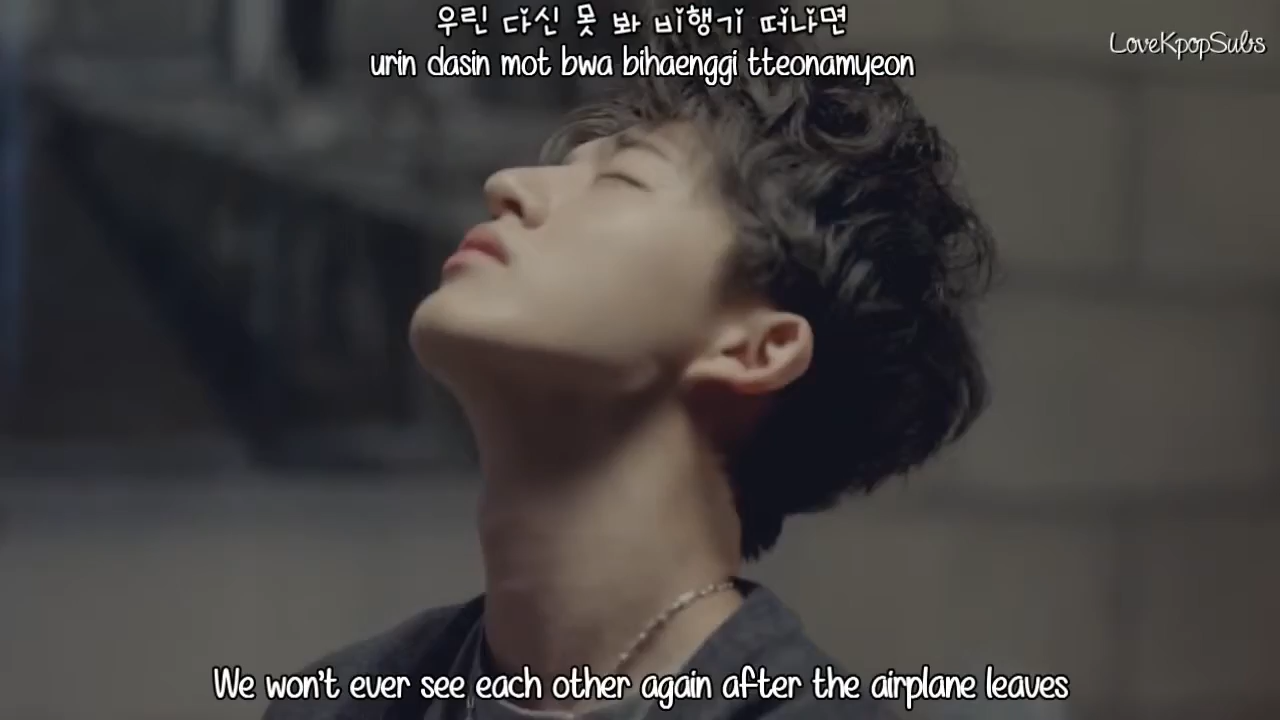 우린 다신 못 봐 비행기 떠나면
urin dasin mot bwa bihaenggi tteonamyeon
LoveKpopSubs
We won't ever see each other again after the airplane leaves